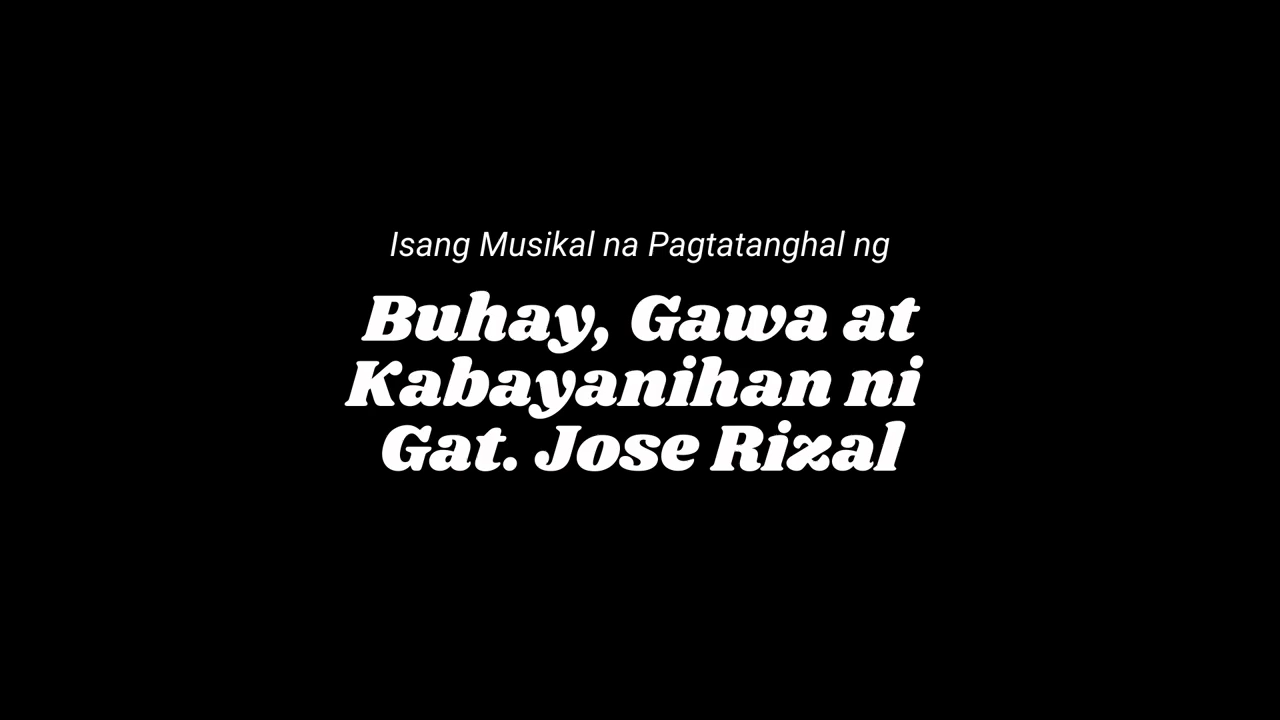 Isang Musikal na Pagtatanghal ng
Buhay, Gawa at
Kabayanihan ni
Gat. Jose Rizal